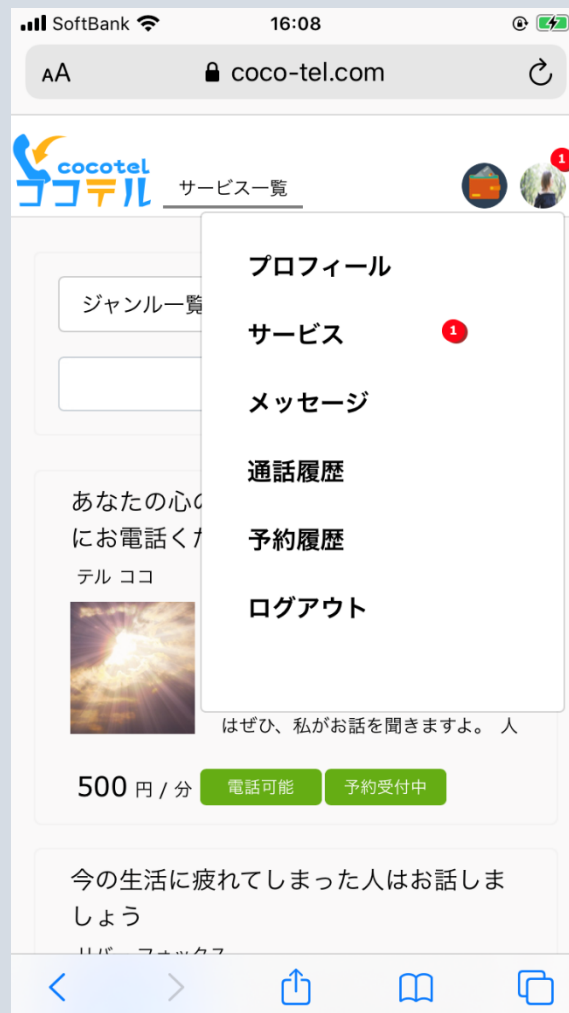 SoftBank 16:08
AA coco-tel.com
cocotel
ココテル
サービス一覧
1
プロフィール
ジャンル一覧
サービス 1
メッセージ
通話履歴
あなたの心の
にお電話くだ
予約履歴
テル ココ
ログアウト
はぜひ、私がお話を聞きますよ。 人
500 円 / 分 電話可能 予約受付中
今の生活に疲れてしまった人はお話しま
しょう